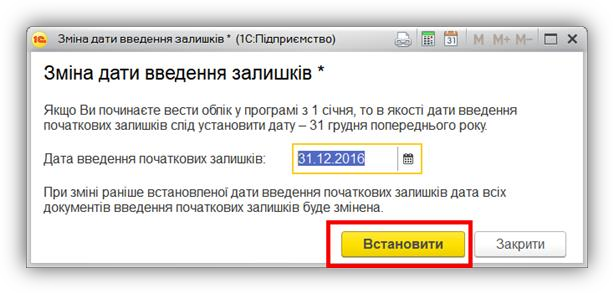 1С Зміна дати введення залишків * (1С:Підприємство) 31 M M+ M−
Зміна дати введення залишків *
Якщо Ви починаєте вести облік у програмі з 1 січня, то в якості дати введення
початкових залишків слід установити дату – 31 грудня попереднього року.
Дата введення початкових залишків: 31.12.2016
При зміні раніше встановленої дати введення початкових залишків дата всіх
документів введення початкових залишків буде змінена.
Встановити Закрити